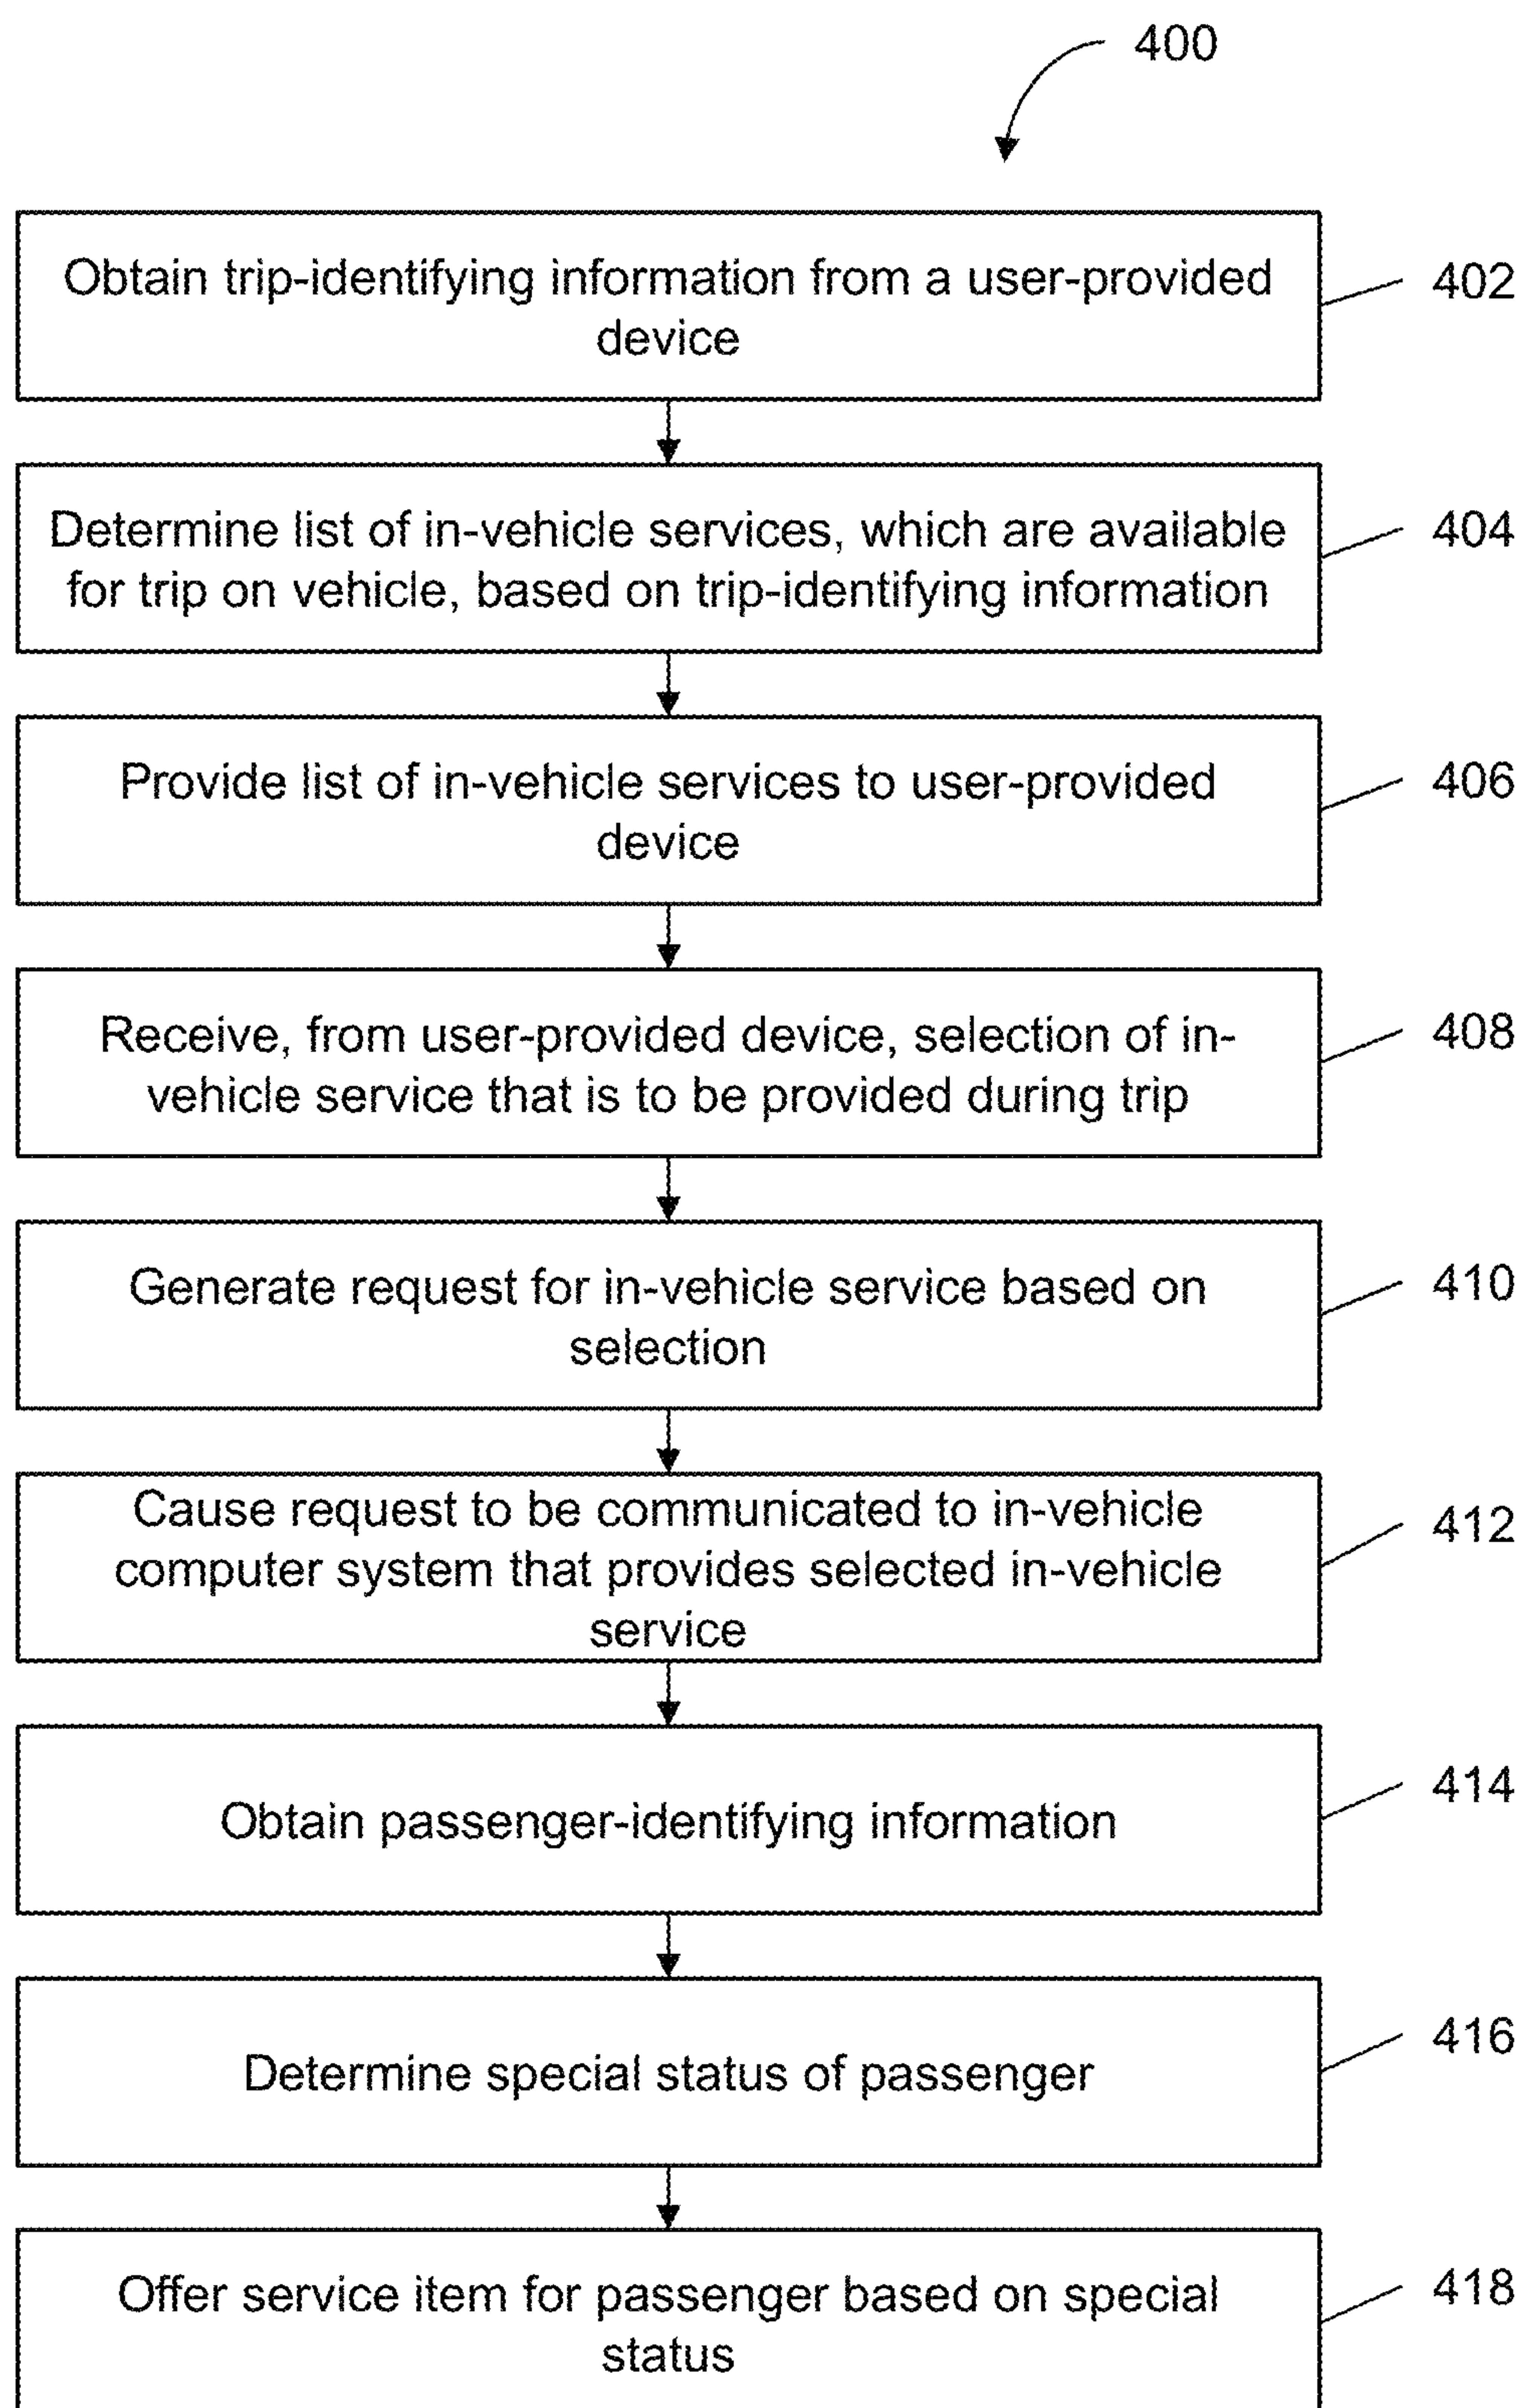 400
Obtain trip-identifying information from a user-provided
device
402
Determine list of in-vehicle services, which are available
for trip on vehicle, based on trip-identifying information
404
Provide list of in-vehicle services to user-provided
device
406
Receive, from user-provided device, selection of in-
vehicle service that is to be provided during trip
408
Generate request for in-vehicle service based on
selection
410
Cause request to be communicated to in-vehicle
computer system that provides selected in-vehicle
service
412
Obtain passenger-identifying information
414
Determine special status of passenger
416
Offer service item for passenger based on special
status
418